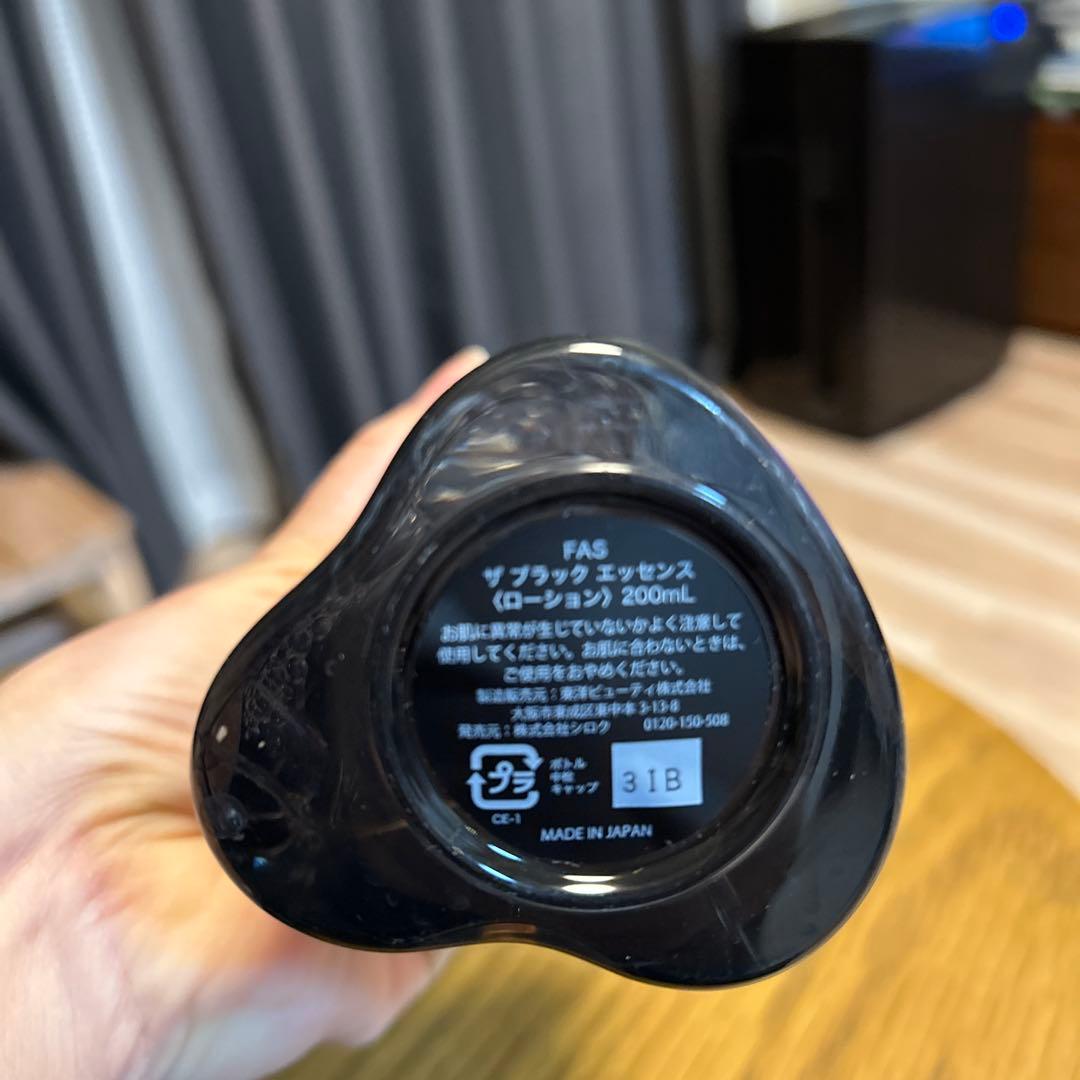 FAS
ザ ブラック エッセンス
〈ローション〉 200mL
お肌に異常が生じていないかよく注意して
使用してください。お肌に合わないときは、
ご使用をおやめください。
製造販売元：東洋ビューティ株式会社
大阪市東成区東中本 3-13-8
発売元：株式会社シロク 0120-150-508
プラ
ボトル
中栓
キャップ
3IB
CE-1
MADE IN JAPAN